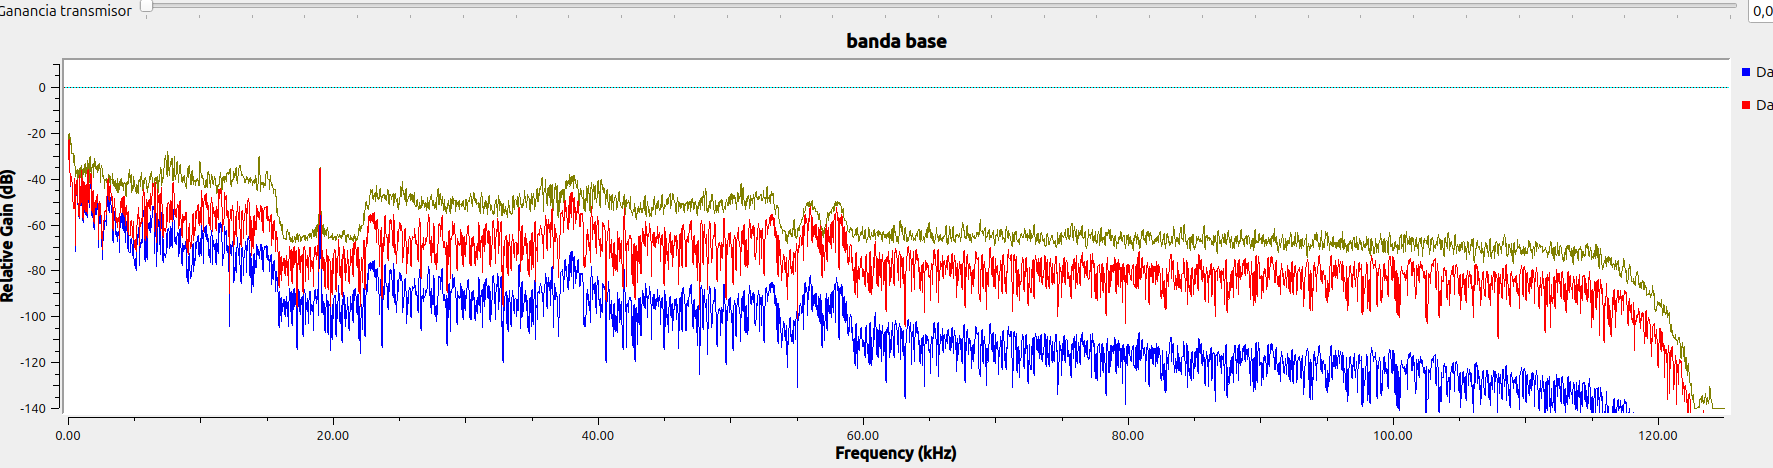 Ganancia transmisor
0,0
banda base
Da
Da
Relative Gain (dB)
0
-20
-40
-60
-80
-100
-120
-140
0.00 20.00 40.00 60.00 80.00 100.00 120.00
Frequency (kHz)